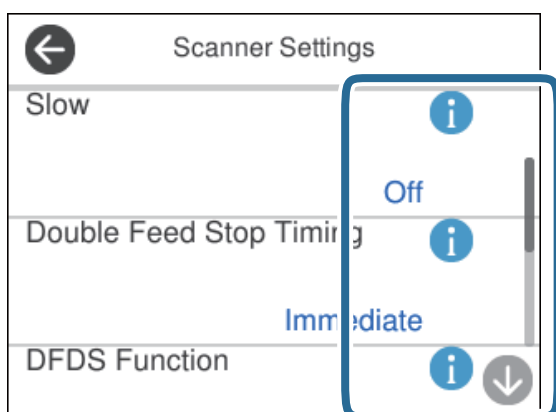 Scanner Settings
Slow
i
Off
Double Feed Stop Timing
i
Immediate
DFDS Function
i